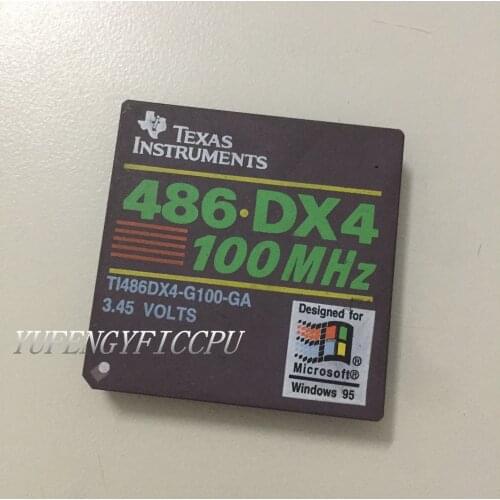 TEXAS
INSTRUMENTS
486·DX4
100MHz
TI486DX4-G100-GA
3.45 VOLTS
Designed for
Microsoft®
Windows 95
YUFENGYFICCPU